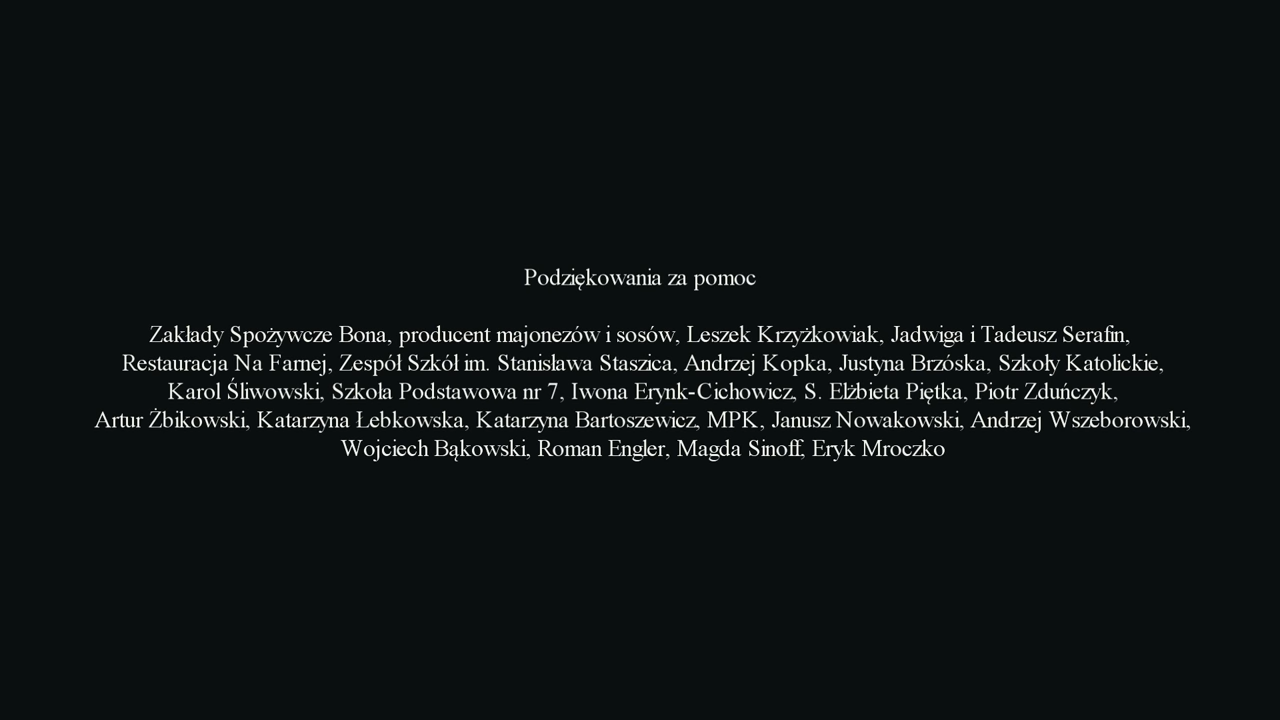 Podziękowania za pomoc
Zakłady Spożywcze Bona, producent majonezów i sosów, Leszek Krzyżkowiak, Jadwiga i Tadeusz Serafin,
Restauracja Na Farnej, Zespół Szkół im. Stanisława Staszica, Andrzej Kopka, Justyna Brzóska, Szkoły Katolickie,
Karol Śliwowski, Szkoła Podstawowa nr 7, Iwona Erynk-Cichowicz, S. Elżbieta Piętka, Piotr Zduńczyk,
Artur Żbikowski, Katarzyna Łebkowska, Katarzyna Bartoszewicz, MPK, Janusz Nowakowski, Andrzej Wszeborowski,
Wojciech Bąkowski, Roman Engler, Magda Sinoff, Eryk Mroczko